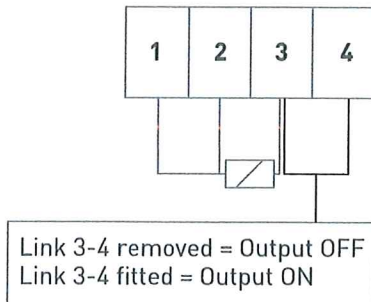 1 2 3 4
Link 3-4 removed = Output OFF
Link 3-4 fitted = Output ON